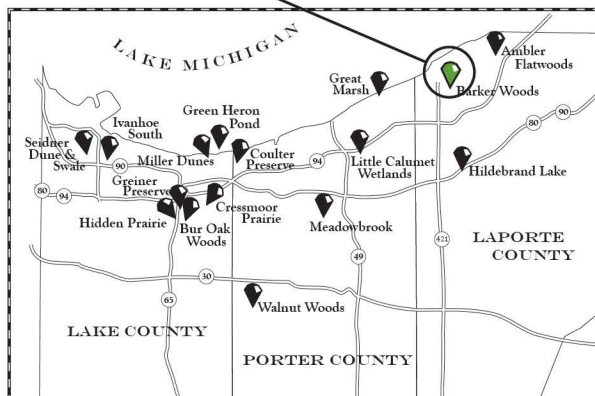 LAKE MICHIGAN
Ambler
Flatwoods
Great
Marsh
Barker Woods
Green Heron
Pond
Ivanhoe
South
80
90
Seidner
Dune &
Swale
Miller Dunes
Coulter
Preserve
94
Little Calumet
Wetlands
Hildebrand Lake
90
Greiner
Preserve
80
94
Cressmoor
Prairie
Hidden Prairie
Bur Oak
Woods
Meadowbrook
421
LAPORTE
COUNTY
49
30
65
Walnut Woods
LAKE COUNTY
PORTER COUNTY